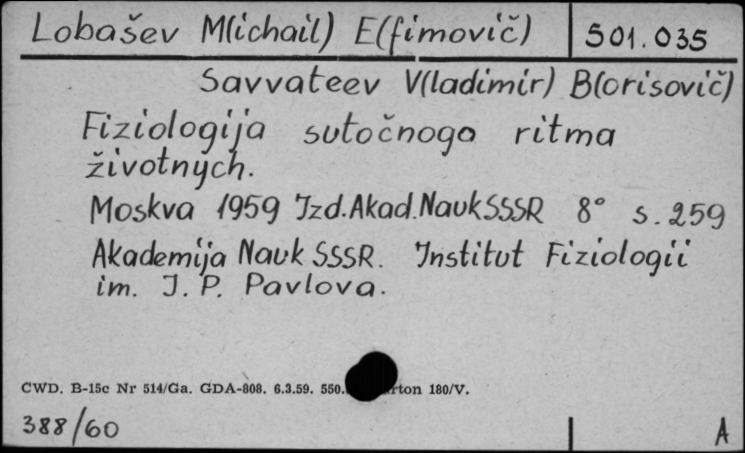 Lobašev M(ichail) E(fimovič) 501.035
Savvateev V(ladimir) B(orisovič)
Fiziologija sutočnogo ritma
životnych.
Moskva 1959 Izd. Akad. Nauk SSSR 8° s. 259
Akademija Nauk SSSR. Institut Fiziologii
im. I. P. Pavlova.
CWD. B-15c Nr 514/Ga. GDA-808. 6.3.59. 550. 180/V.
388/60 A